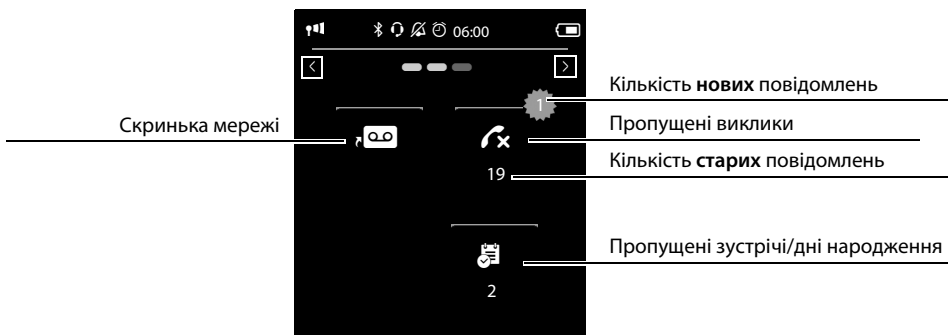 06:00
Кількість нових повідомлень
1
Скринька мережі
Пропущені виклики
Кількість старих повідомлень
19
Пропущені зустрічі/дні народження
2